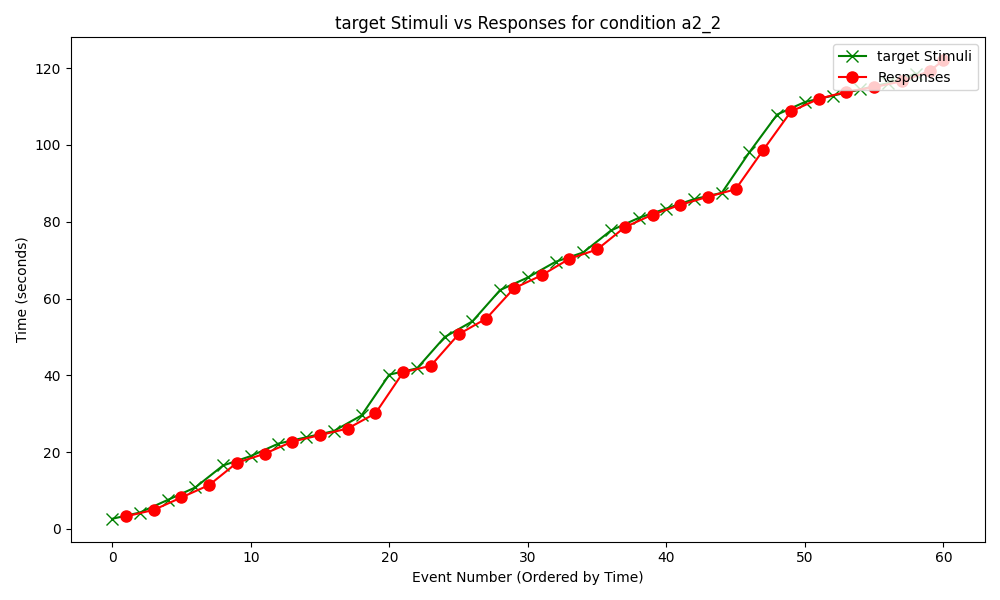 target Stimuli vs Responses for condition a2_2
target Stimuli
Responses
Time (seconds)
120
100
80
60
40
20
0
0 10 20 30 40 50 60
Event Number (Ordered by Time)